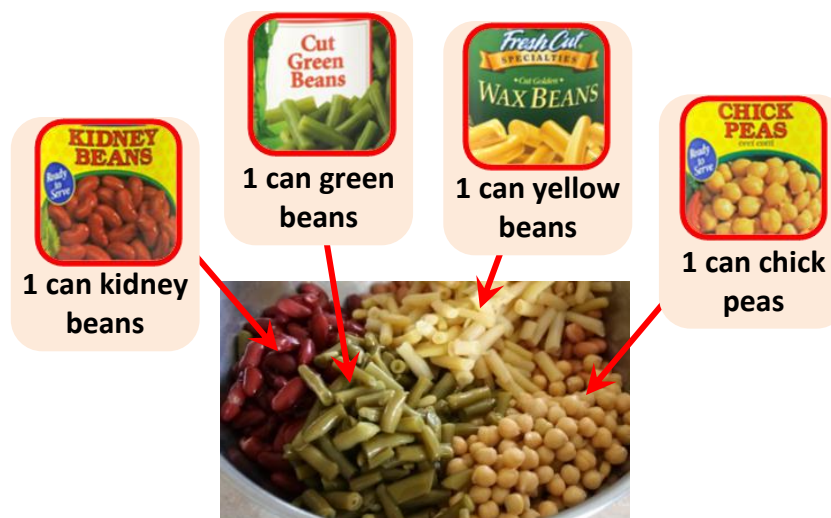 KIDNEY
BEANS
Ready
to
Serve
1 can kidney
beans
Cut
Green
Beans
1 can green
beans
Fresh Cut
SPECIALTIES
Cut Golden
WAX BEANS
1 can yellow
beans
CHICK
PEAS
Ready
to
Serve
1 can chick
peas